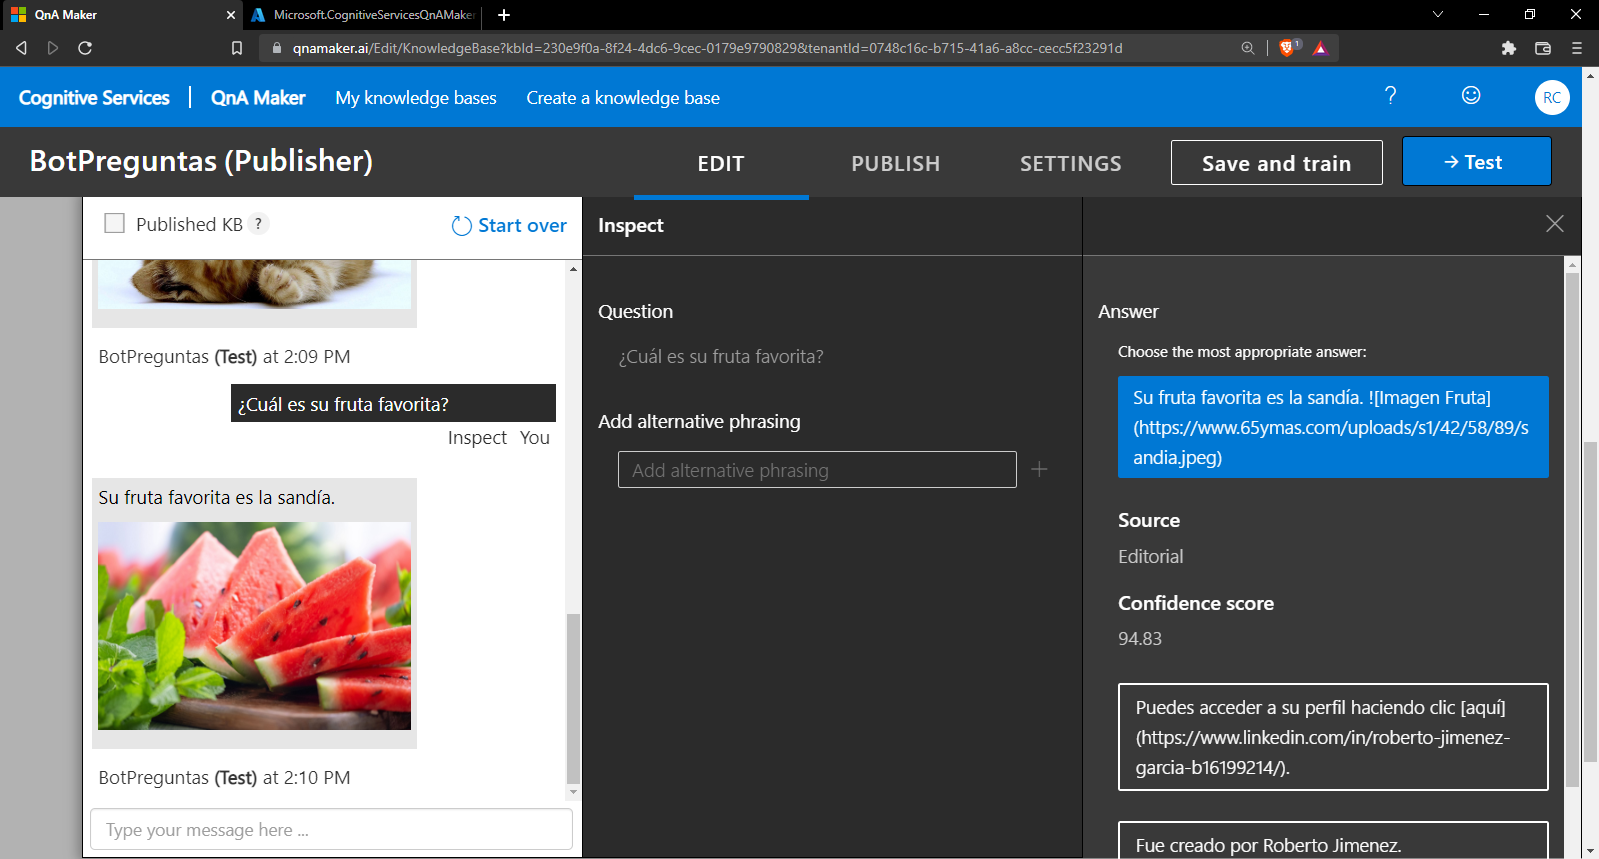 QnA Maker
Microsoft.CognitiveServicesQnAMake
qnamaker.ai/Edit/KnowledgeBase?kbId=230e9f0a-8f24-4dc6-9cec-0179e9790829&tenantId=0748c16c-b715-41a6-a8cc-cecc5f23291d
1
Cognitive Services
QnA Maker
My knowledge bases
Create a knowledge base
?
RC
BotPreguntas (Publisher)
EDIT
PUBLISH
SETTINGS
Save and train
→ Test
Published KB ?
Start over
BotPreguntas (Test) at 2:09 PM
¿Cuál es su fruta favorita?
Inspect You
Su fruta favorita es la sandía.
BotPreguntas (Test) at 2:10 PM
Type your message here ...
Inspect
Question
¿Cuál es su fruta favorita?
Add alternative phrasing
Add alternative phrasing
Answer
Choose the most appropriate answer:
Su fruta favorita es la sandía. ![Imagen Fruta]
(https://www.65ymas.com/uploads/s1/42/58/89/s
andia.jpeg)
Source
Editorial
Confidence score
94.83
Puedes acceder a su perfil haciendo clic [aquí]
(https://www.linkedin.com/in/roberto-jimenez-
garcia-b16199214/).
Fue creado por Roberto Jimenez.